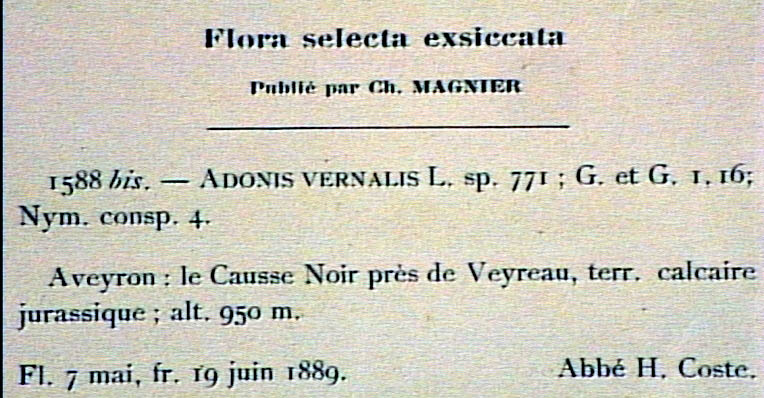 Flora selecta exsiccata
Publié par Ch. MAGNIER
1588 bis. — ADONIS VERNALIS L. sp. 771 ; G. et G. 1, 16;
Nym. consp. 4.
Aveyron : le Causse Noir près de Veyreau, terr. calcaire
jurassique ; alt. 950 m.
Fl. 7 mai, fr. 19 juin 1889. Abbé H. Coste.